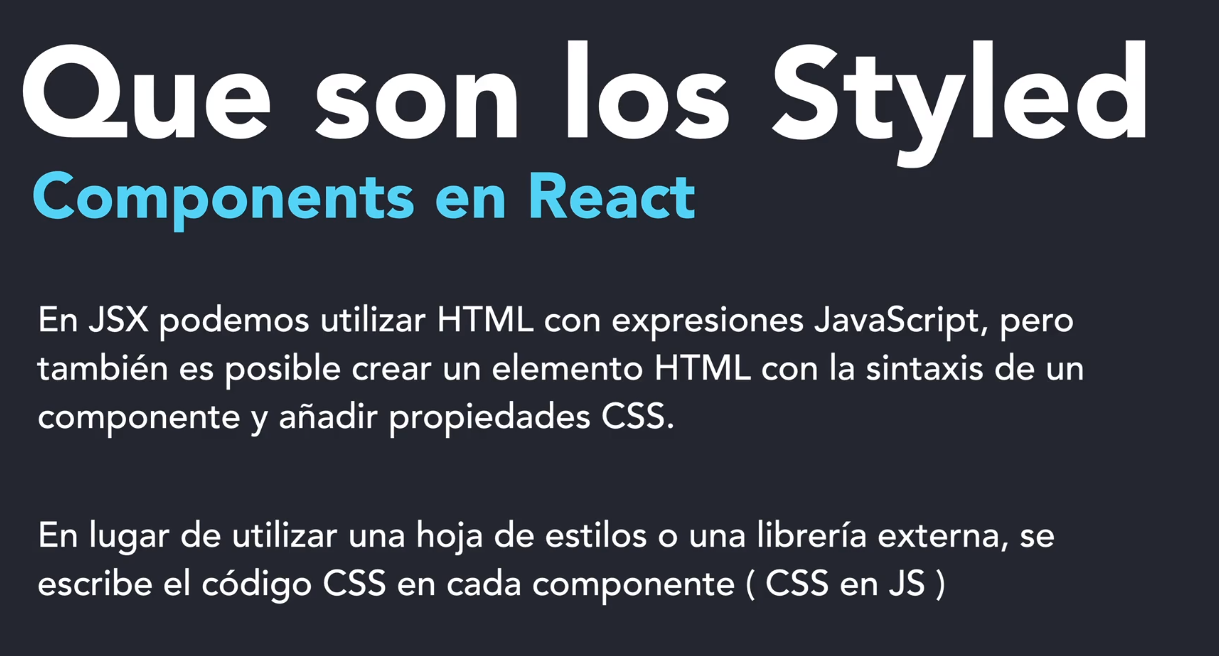 Que son los Styled
Components en React
En JSX podemos utilizar HTML con expresiones JavaScript, pero
también es posible crear un elemento HTML con la sintaxis de un
componente y añadir propiedades CSS.
En lugar de utilizar una hoja de estilos o una librería externa, se
escribe el código CSS en cada componente ( CSS en JS )